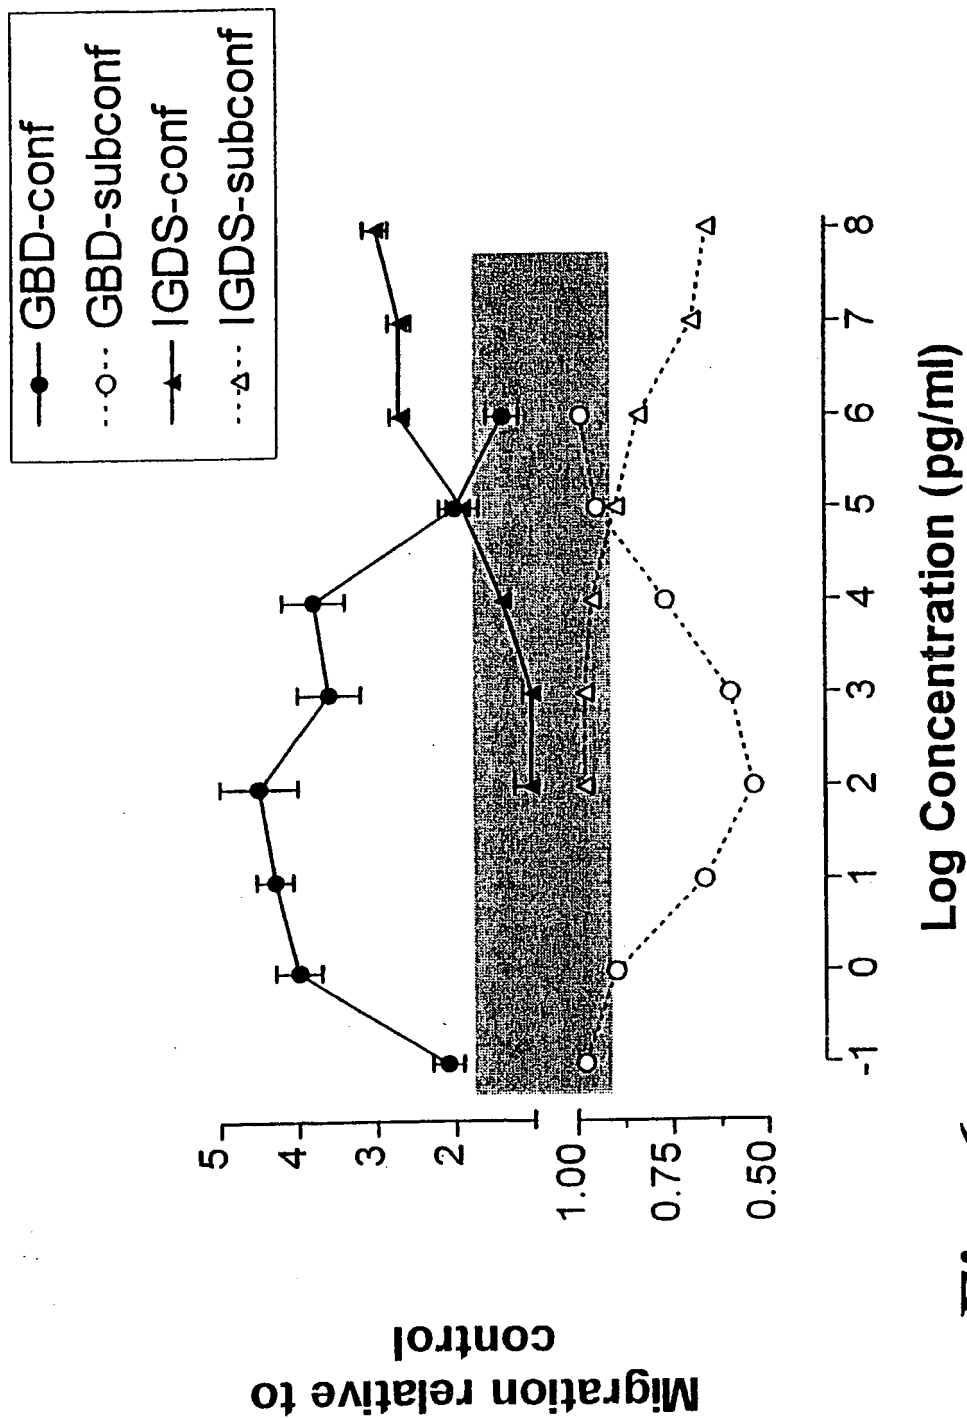 GBD-conf
GBD-subconf
IGDS-conf
IGDS-subconf
Migration relative to
control
5
4
3
2
1.00
0.75
0.50
-1 0 1 2 3 4 5 6 7 8
Log Concentration (pg/ml)